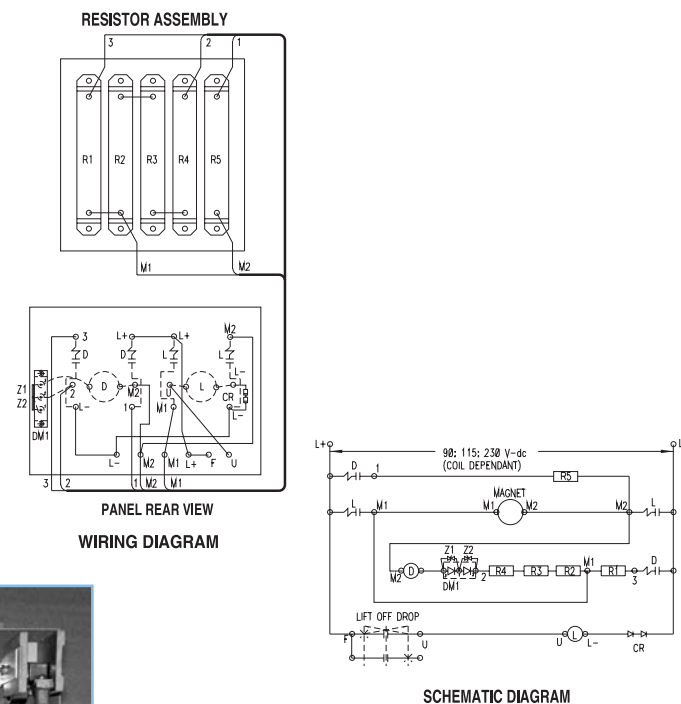 RESISTOR ASSEMBLY
3 2 1
R1 R2 R3 R4 R5
M1 M2
3 L+ L+ M2
D D L L
L-
Z1 2 D M2 U L CR
Z2 L- 1 M1 L-
DM1
L- M2 M1 L+ F U
3 2 1 M2 M1
PANEL REAR VIEW
WIRING DIAGRAM
L+ L
90; 115; 230 V-dc
(COIL DEPENDANT)
D 1 R5
MAGNET
L M1 M1 M2 M2 L
Z1 Z2 M1 D
M2 D 2 R4 R3 R2 R1 3
DM1
LIFT OFF DROP
F U U L L- CR
SCHEMATIC DIAGRAM